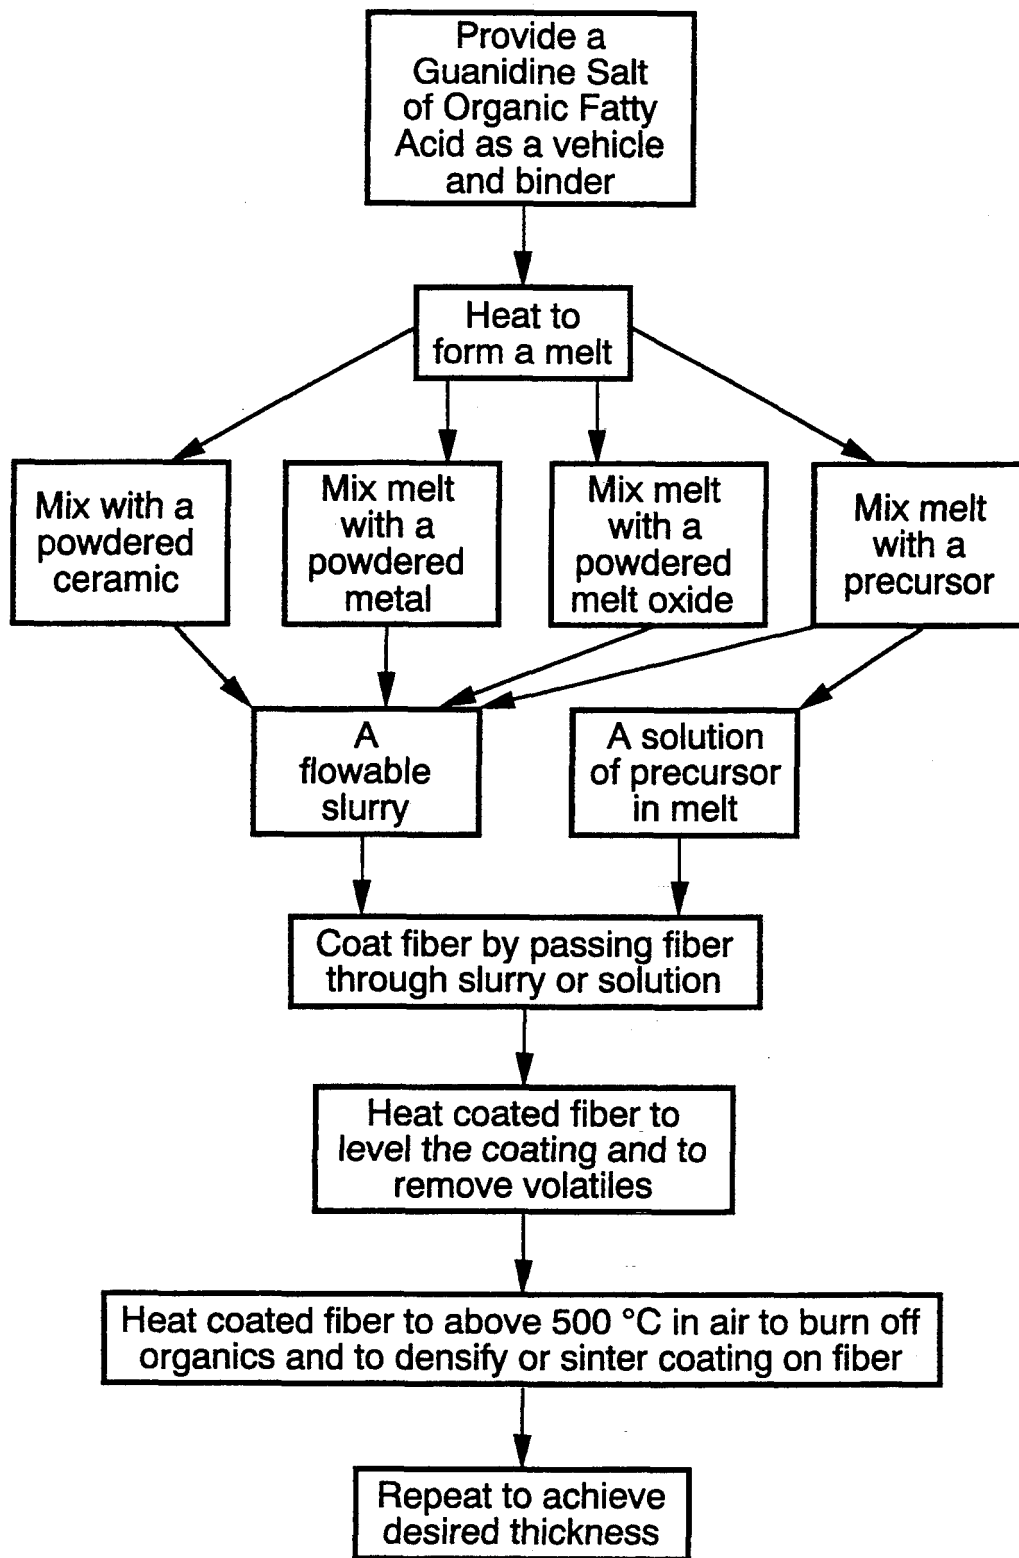 Provide a
Guanidine Salt
of Organic Fatty
Acid as a vehicle
and binder
Heat to
form a melt
Mix with a
powdered
ceramic
Mix melt
with a
powdered
metal
Mix melt
with a
powdered
melt oxide
Mix melt
with a
precursor
A
flowable
slurry
A solution
of precursor
in melt
Coat fiber by passing fiber
through slurry or solution
Heat coated fiber to
level the coating and to
remove volatiles
Heat coated fiber to above 500 °C in air to burn off
organics and to densify or sinter coating on fiber
Repeat to achieve
desired thickness